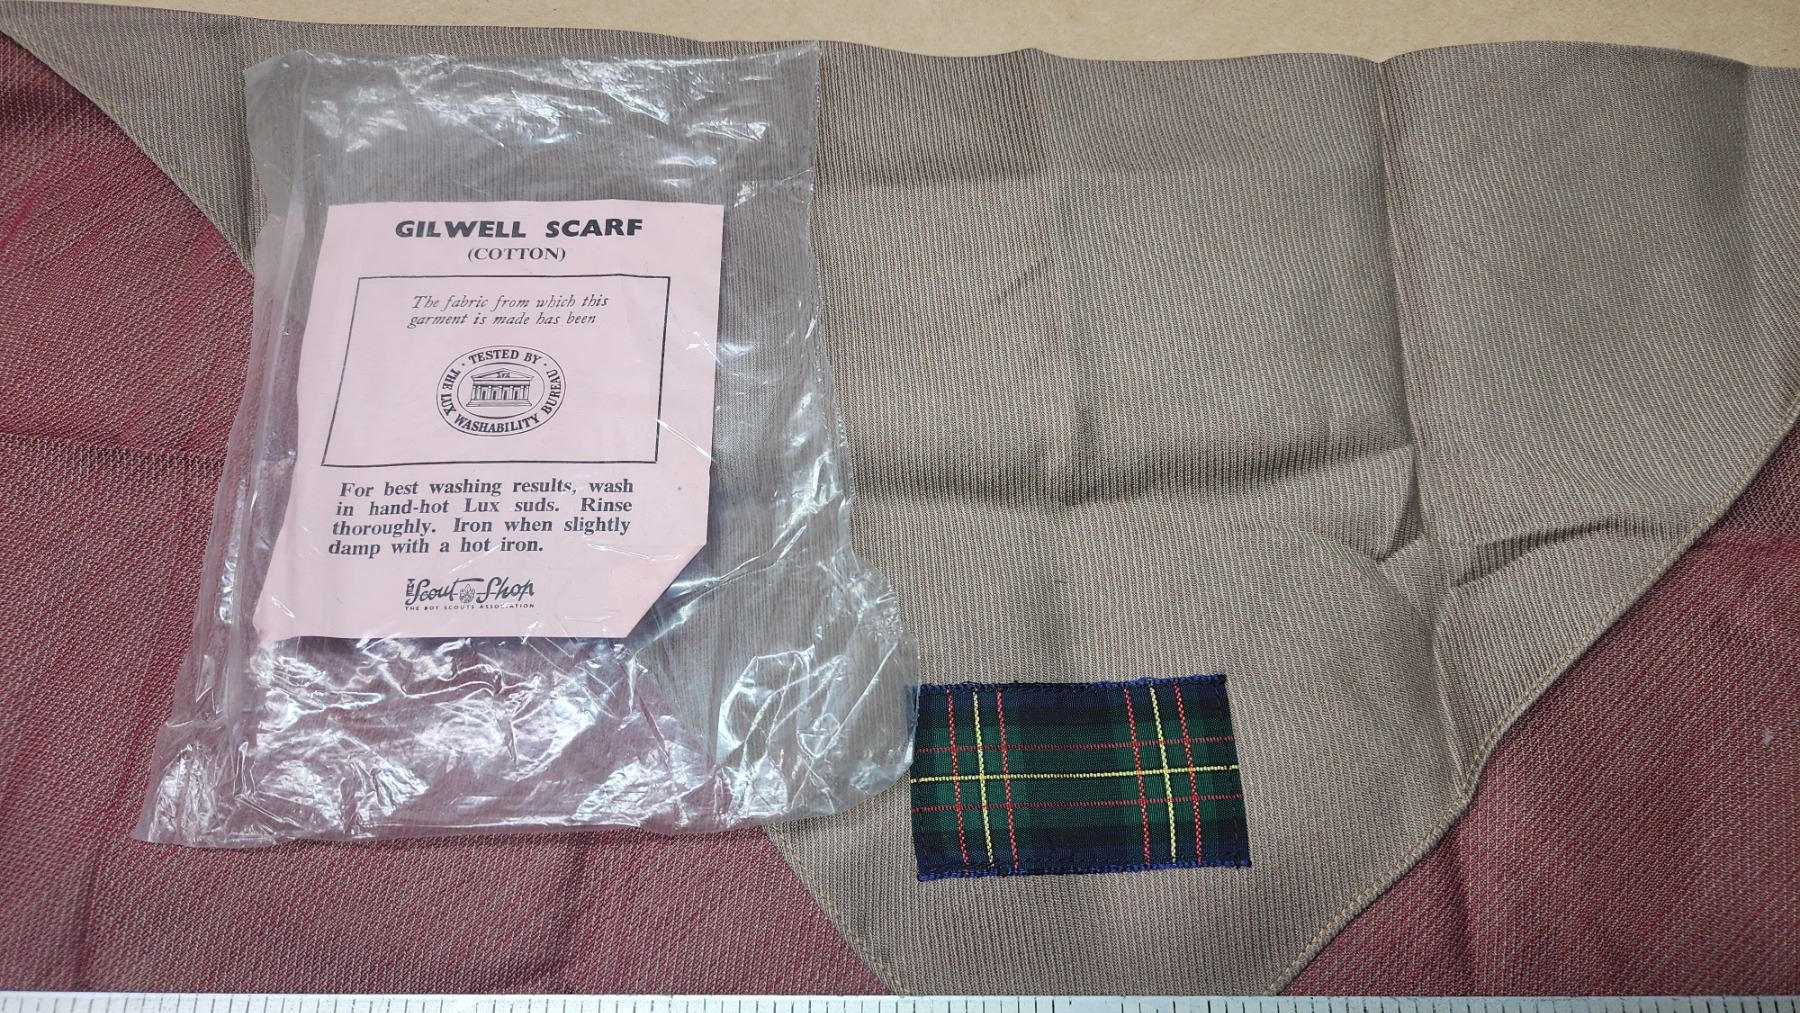 GILWELL SCARF
(COTTON)
The fabric from which this
garment is made has been
· TESTED BY ·
THE LUX WASHABILITY BUREAU
For best washing results, wash
in hand-hot Lux suds. Rinse
thoroughly. Iron when slightly
damp with a hot iron.
THE Scout Shop
THE BOY SCOUTS ASSOCIATION